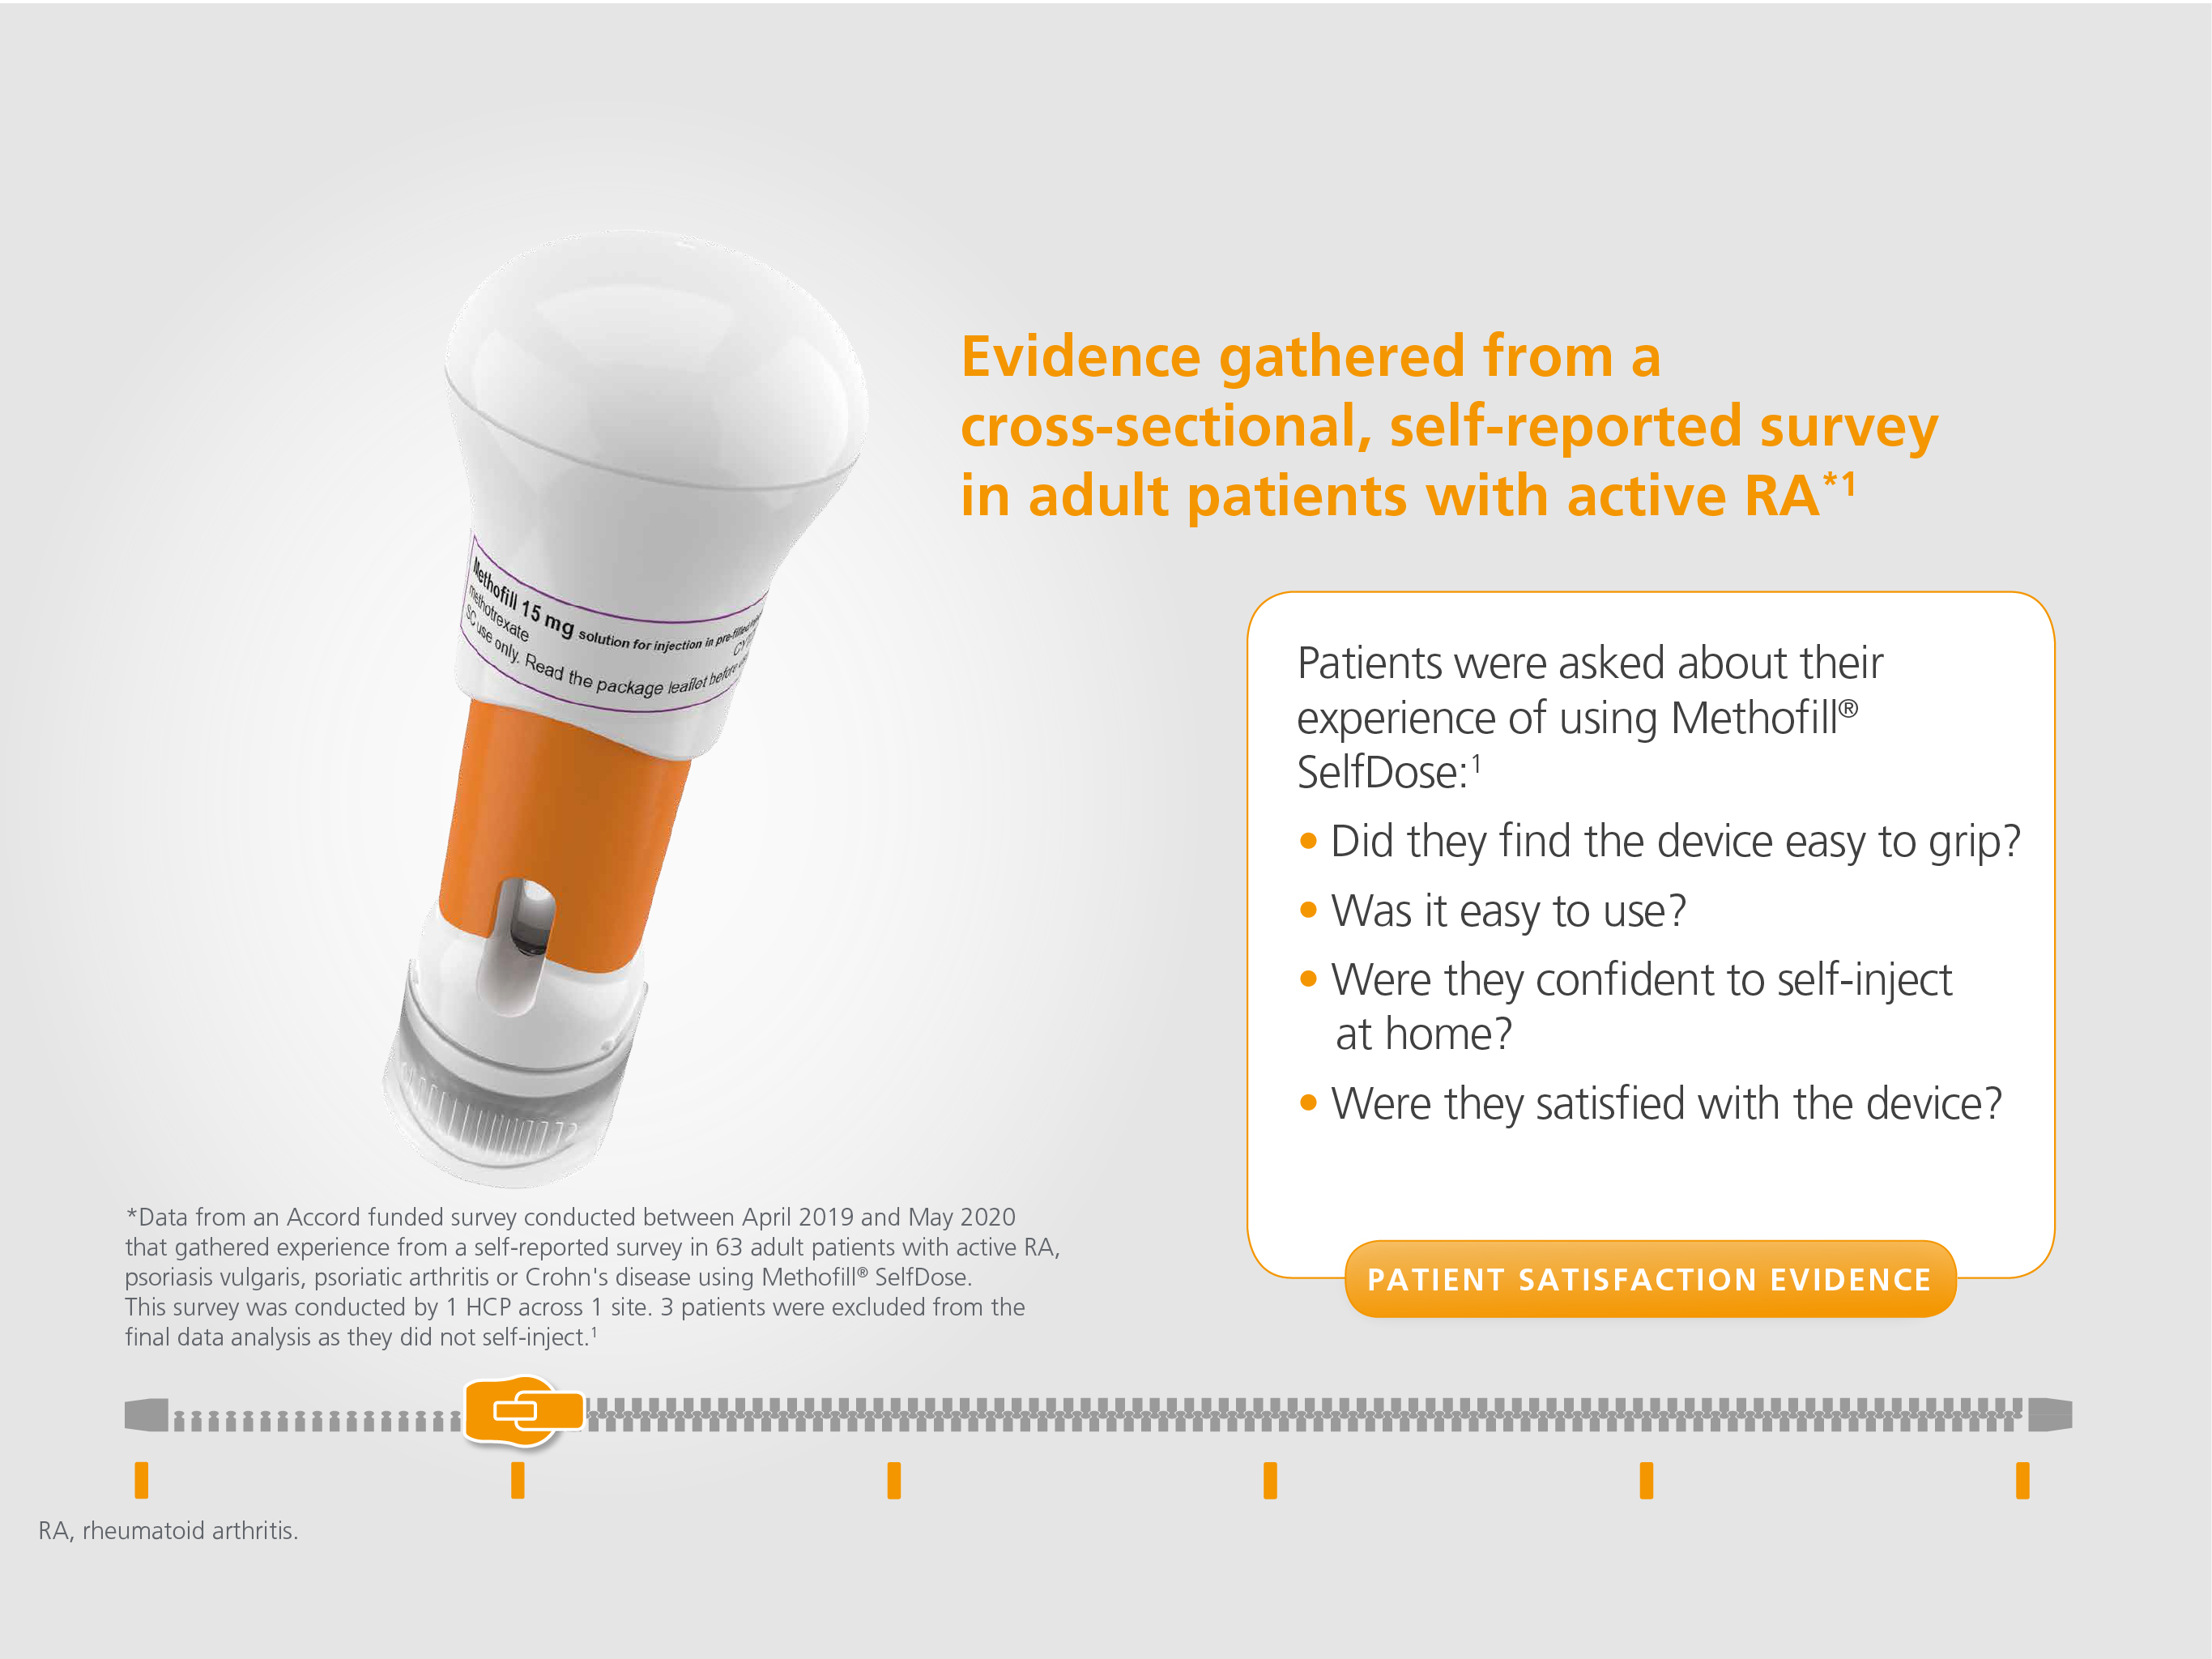 Evidence gathered from a
cross-sectional, self-reported survey
in adult patients with active RA*1
Methofill 15 mg solution for injection in pre-filled
methotrexate
SC use only. Read the package leaflet before
Patients were asked about their
experience of using Methofill®
SelfDose:1
• Did they find the device easy to grip?
• Was it easy to use?
• Were they confident to self-inject
at home?
• Were they satisfied with the device?
PATIENT SATISFACTION EVIDENCE
*Data from an Accord funded survey conducted between April 2019 and May 2020
that gathered experience from a self-reported survey in 63 adult patients with active RA,
psoriasis vulgaris, psoriatic arthritis or Crohn's disease using Methofill® SelfDose.
This survey was conducted by 1 HCP across 1 site. 3 patients were excluded from the
final data analysis as they did not self-inject.1
RA, rheumatoid arthritis.